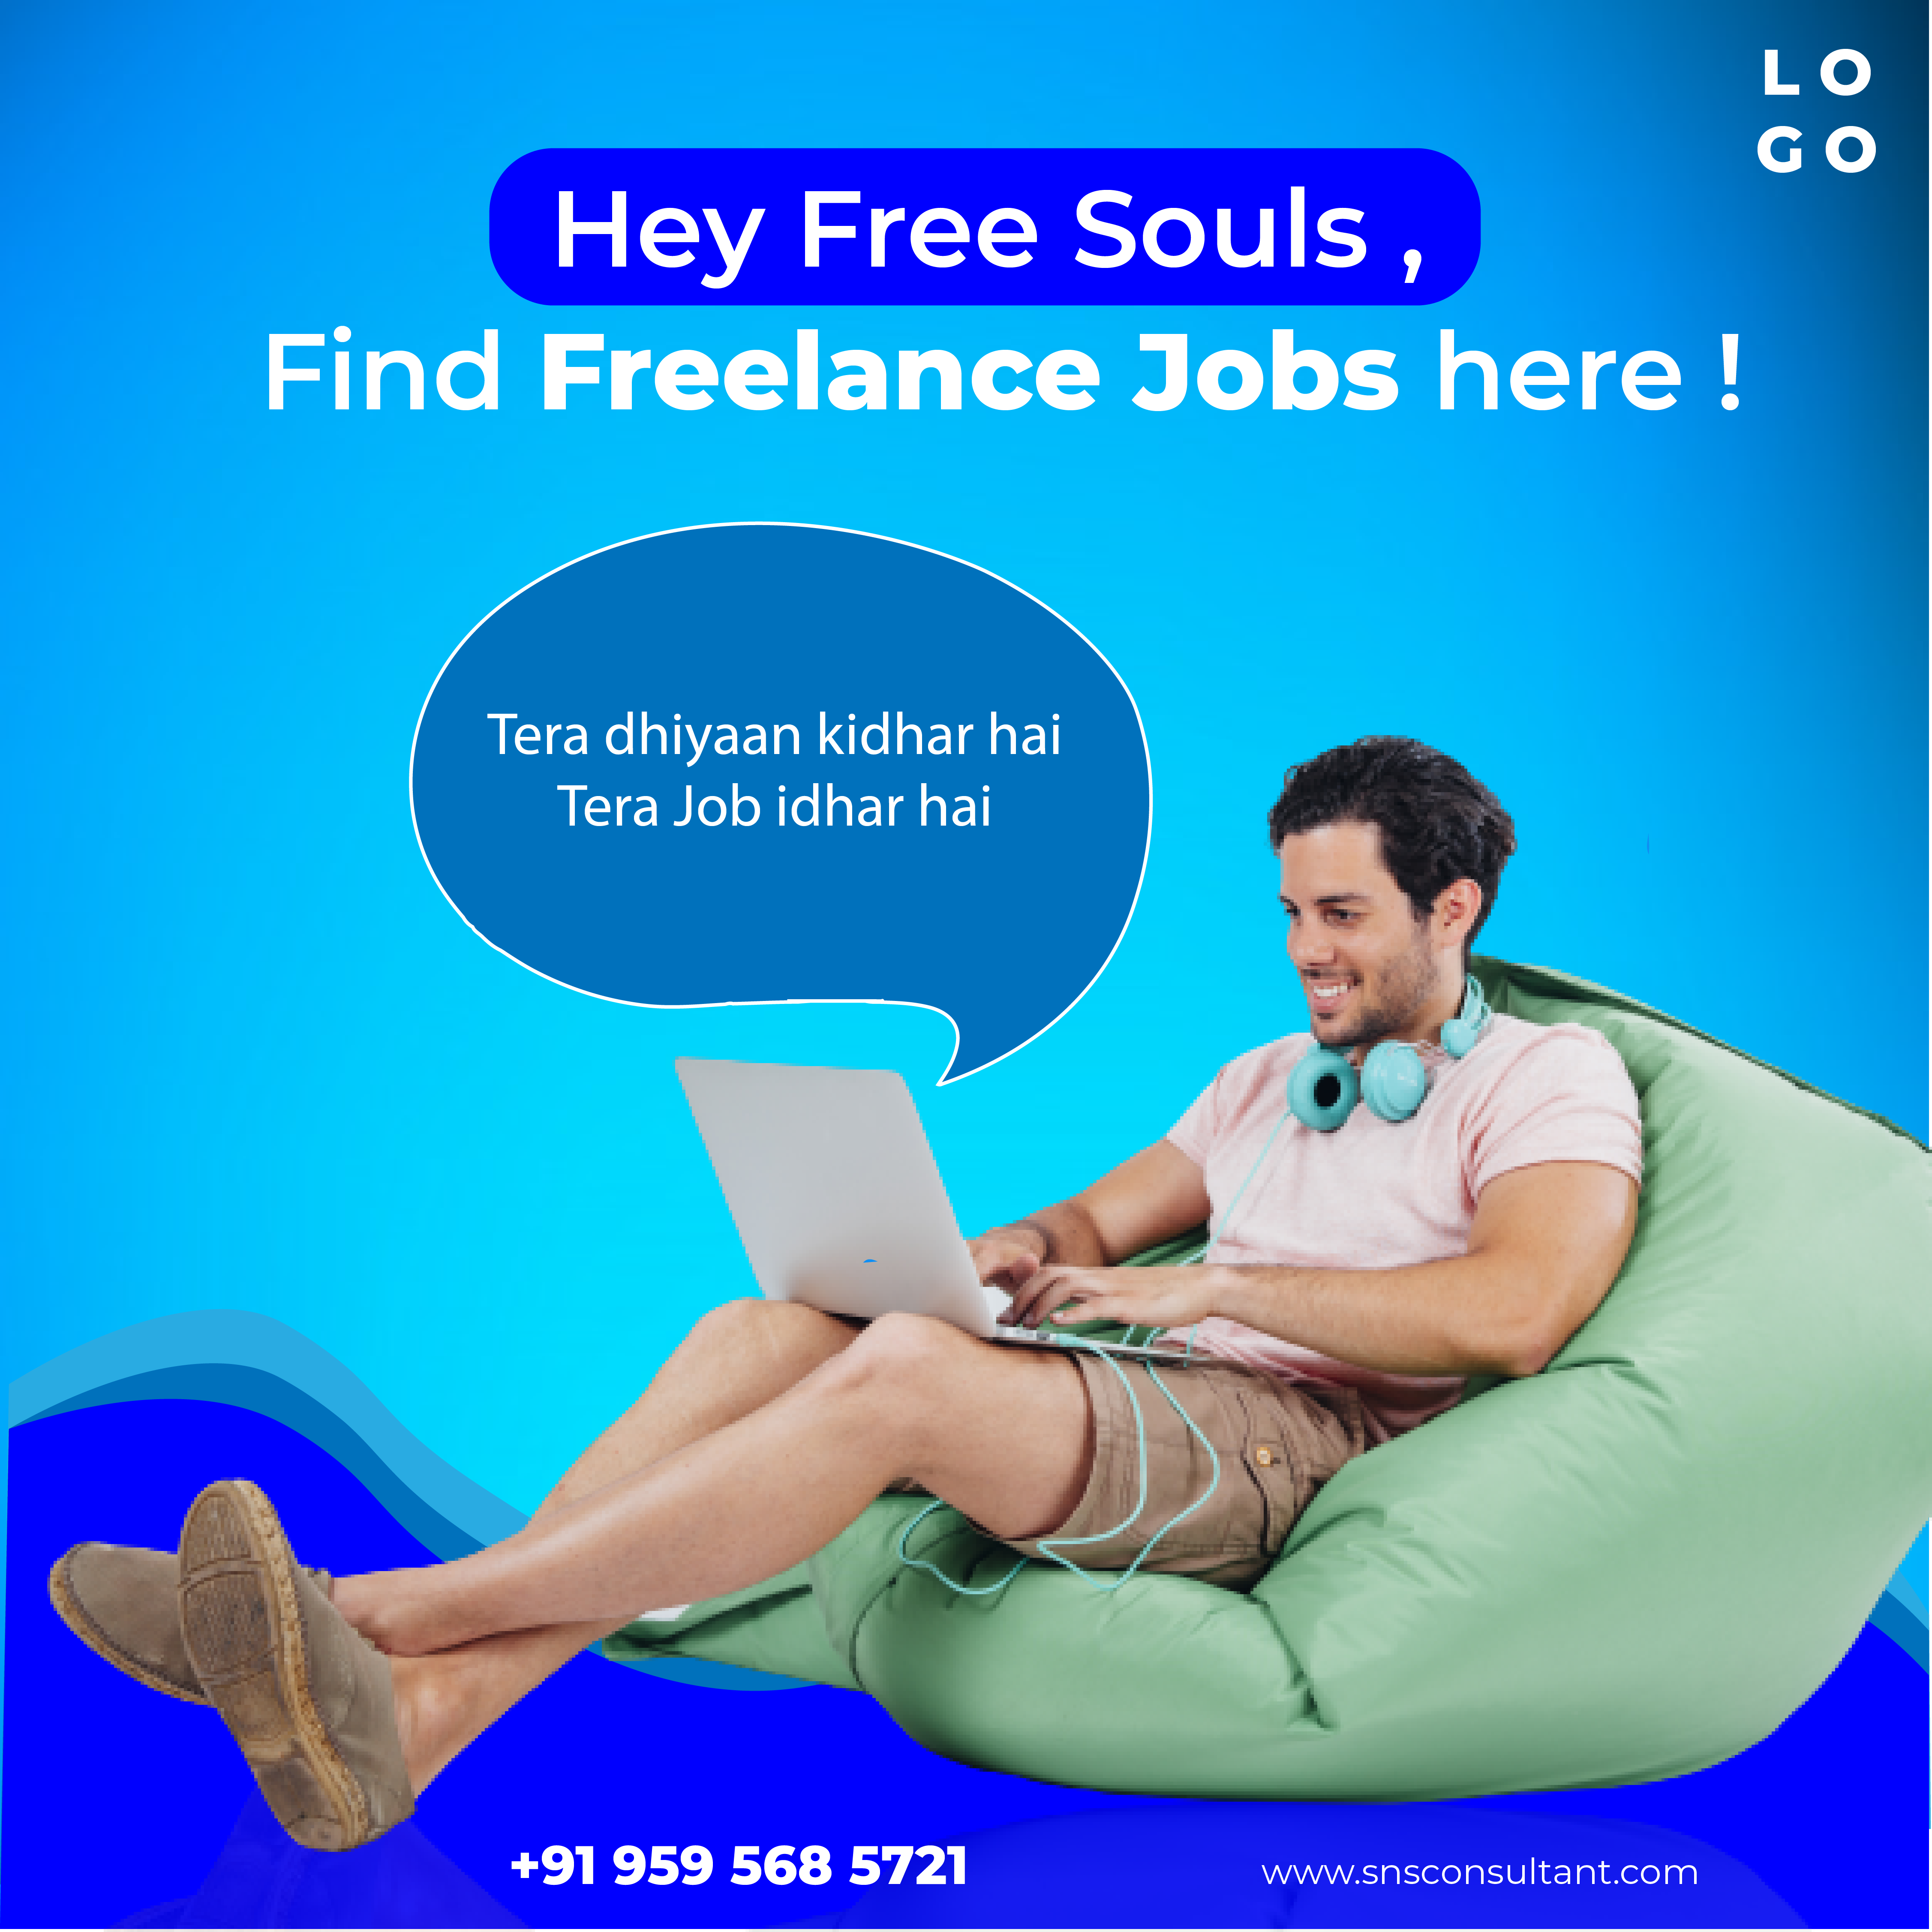 L O
G O
Hey Free Souls ,
Find Freelance Jobs here !
Tera dhiyaan kidhar hai
Tera Job idhar hai
+91 959 568 5721
www.snsconsultant.com